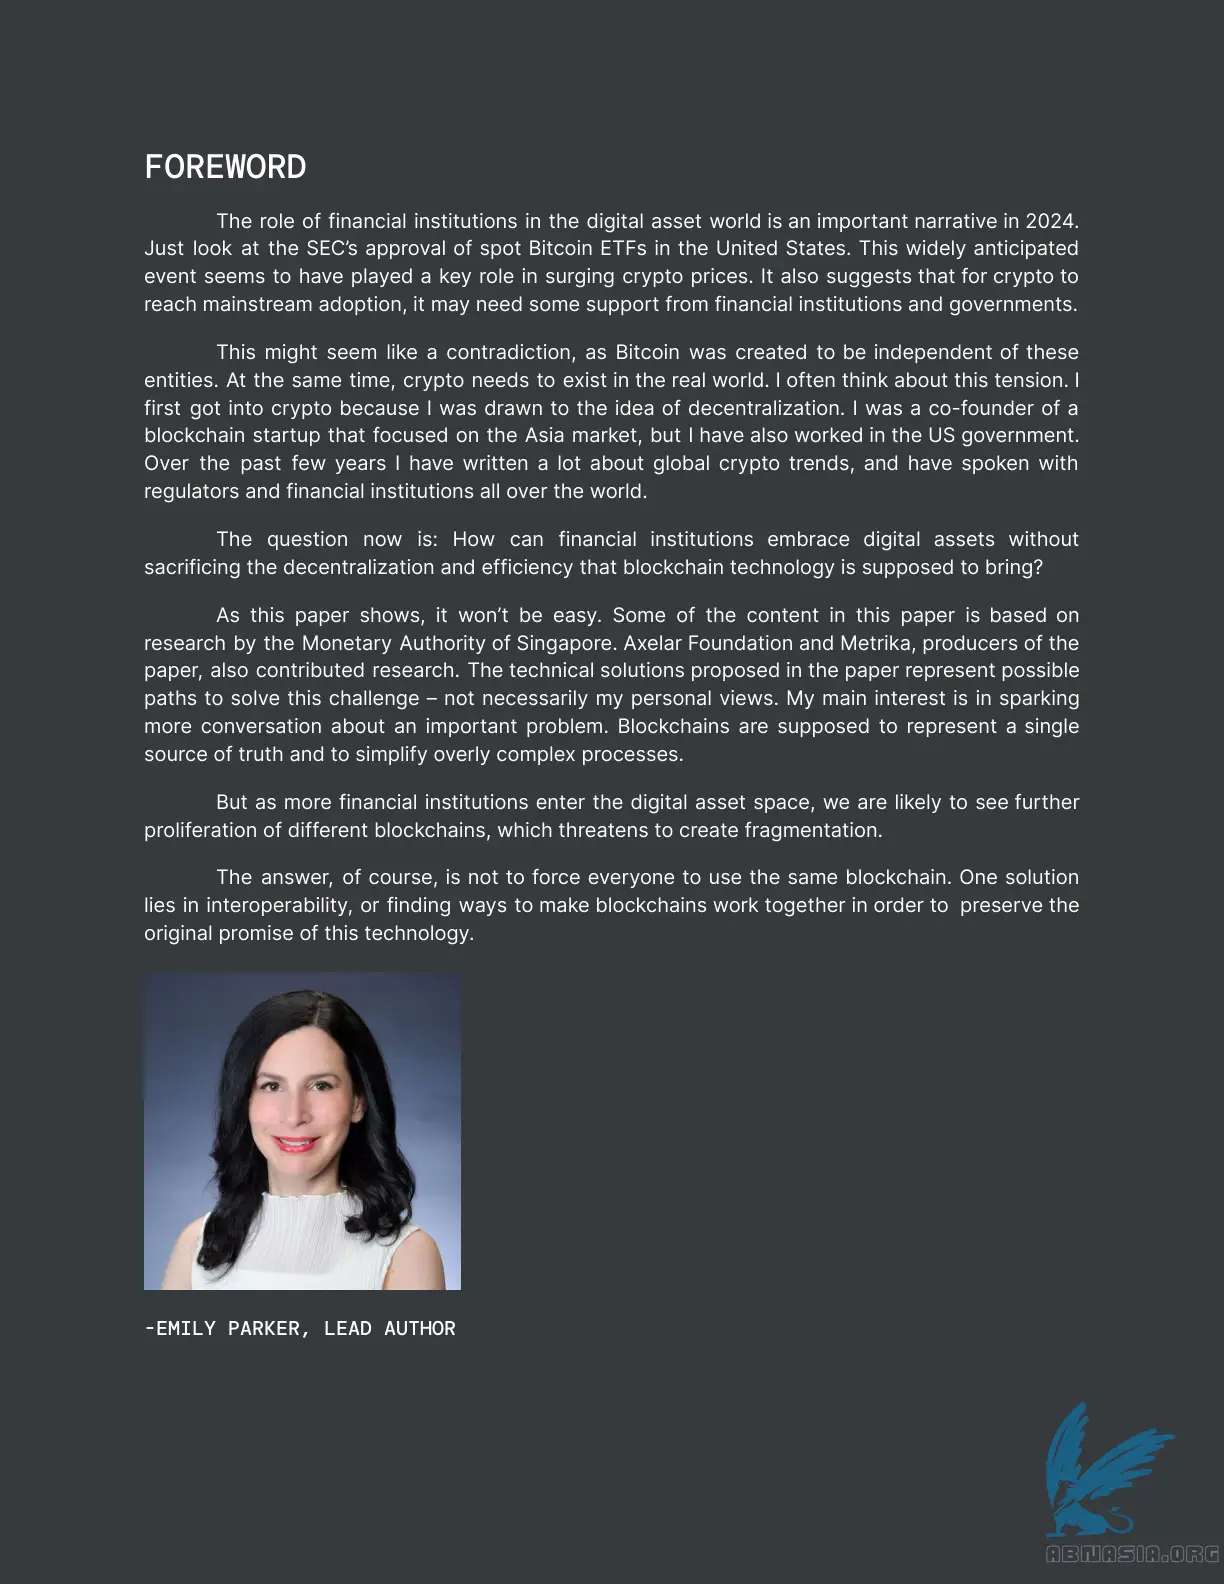 FOREWORD
The role of financial institutions in the digital asset world is an important narrative in 2024.
Just look at the SEC’s approval of spot Bitcoin ETFs in the United States. This widely anticipated
event seems to have played a key role in surging crypto prices. It also suggests that for crypto to
reach mainstream adoption, it may need some support from financial institutions and governments.
This might seem like a contradiction, as Bitcoin was created to be independent of these
entities. At the same time, crypto needs to exist in the real world. I often think about this tension. I
first got into crypto because I was drawn to the idea of decentralization. I was a co-founder of a
blockchain startup that focused on the Asia market, but I have also worked in the US government.
Over the past few years I have written a lot about global crypto trends, and have spoken with
regulators and financial institutions all over the world.
The question now is: How can financial institutions embrace digital assets without
sacrificing the decentralization and efficiency that blockchain technology is supposed to bring?
As this paper shows, it won’t be easy. Some of the content in this paper is based on
research by the Monetary Authority of Singapore. Axelar Foundation and Metrika, producers of the
paper, also contributed research. The technical solutions proposed in the paper represent possible
paths to solve this challenge – not necessarily my personal views. My main interest is in sparking
more conversation about an important problem. Blockchains are supposed to represent a single
source of truth and to simplify overly complex processes.
But as more financial institutions enter the digital asset space, we are likely to see further
proliferation of different blockchains, which threatens to create fragmentation.
The answer, of course, is not to force everyone to use the same blockchain. One solution
lies in interoperability, or finding ways to make blockchains work together in order to preserve the
original promise of this technology.
-EMILY PARKER, LEAD AUTHOR
ABNASIA.ORG